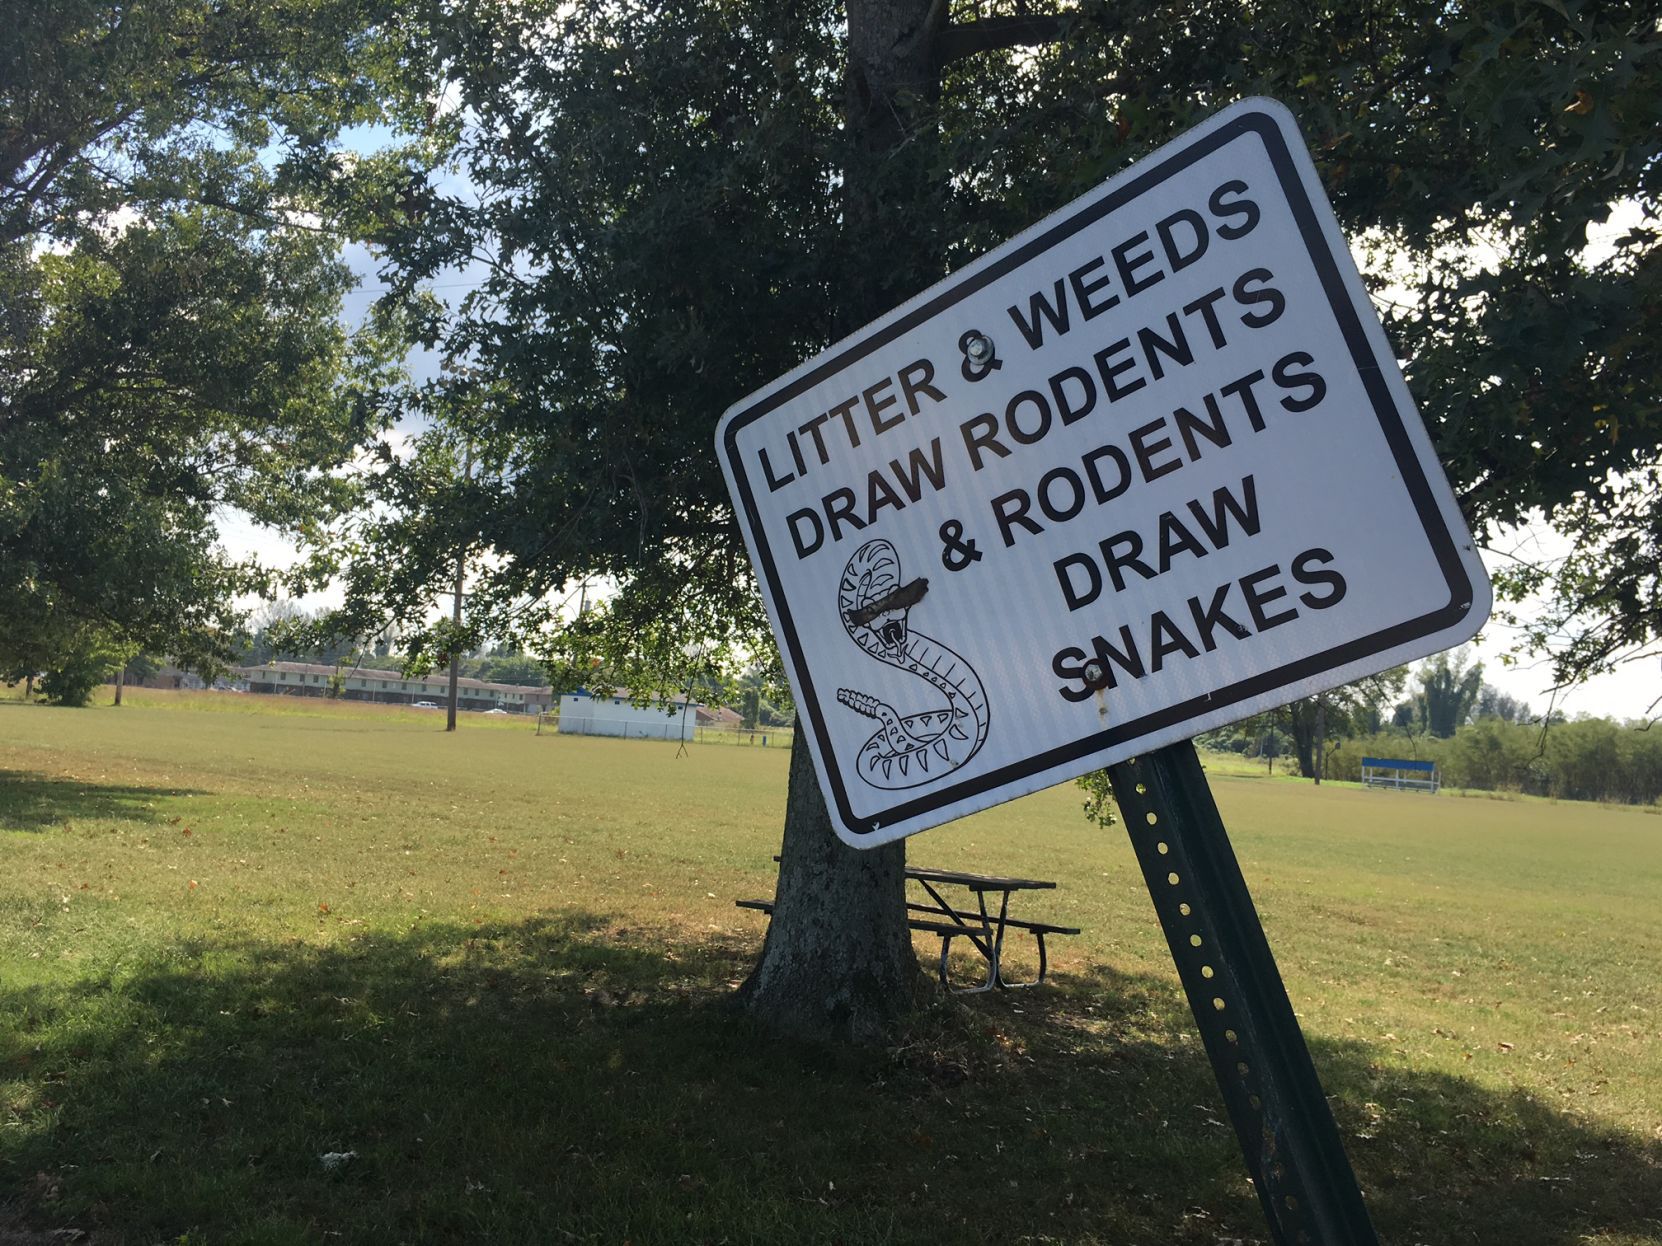 LITTER & WEEDS
DRAW RODENTS
& RODENTS
DRAW
SNAKES